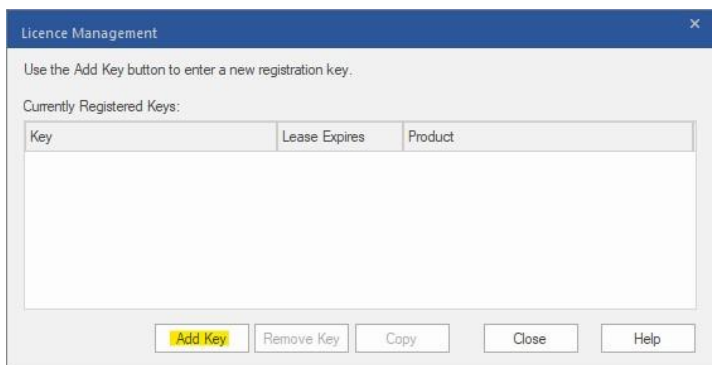 Licence Management
Use the Add Key button to enter a new registration key.
Currently Registered Keys:
Key Lease Expires Product
Add Key Remove Key Copy Close Help